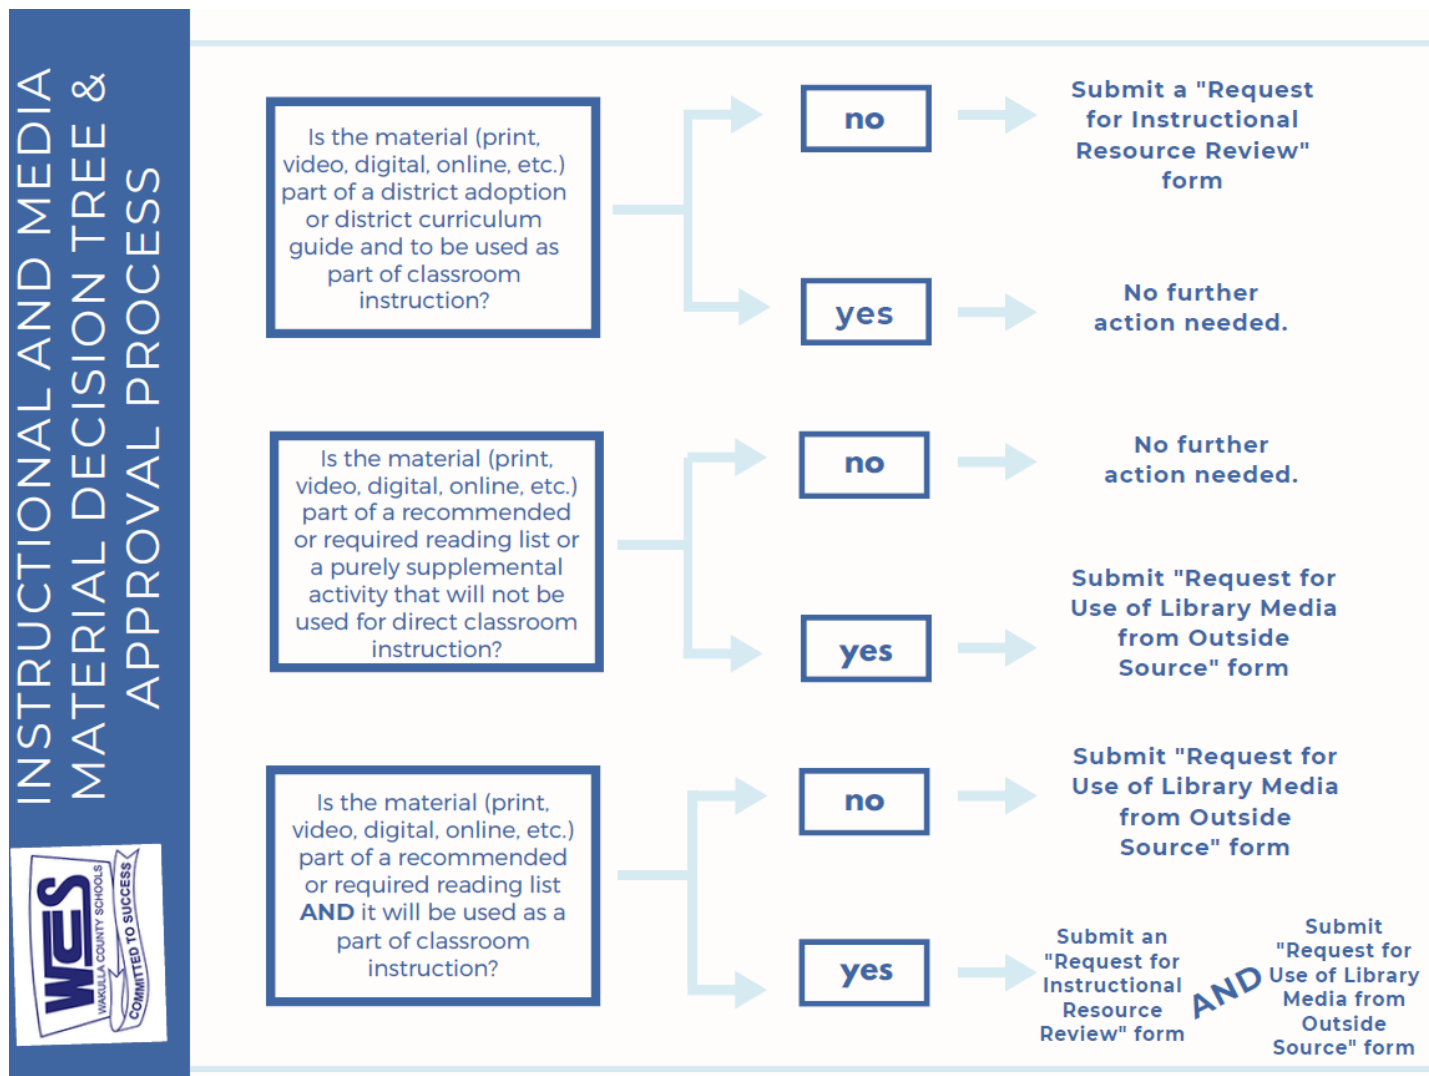 INSTRUCTIONAL AND MEDIA
MATERIAL DECISION TREE &
APPROVAL PROCESS
WCS
WAKULLA COUNTY SCHOOLS
COMMITTED TO SUCCESS
Is the material (print,
video, digital, online, etc.)
part of a district adoption
or district curriculum
guide and to be used as
part of classroom
instruction?
no
Submit a "Request
for Instructional
Resource Review"
form
yes
No further
action needed.
Is the material (print,
video, digital, online, etc.)
part of a recommended
or required reading list or
a purely supplemental
activity that will not be
used for direct classroom
instruction?
no
No further
action needed.
yes
Submit "Request for
Use of Library Media
from Outside
Source" form
Is the material (print,
video, digital, online, etc.)
part of a recommended
or required reading list
AND it will be used as a
part of classroom
instruction?
no
Submit "Request for
Use of Library Media
from Outside
Source" form
yes
Submit an
"Request for
Instructional
Resource
Review" form
AND
Submit
"Request for
Use of Library
Media from
Outside
Source" form